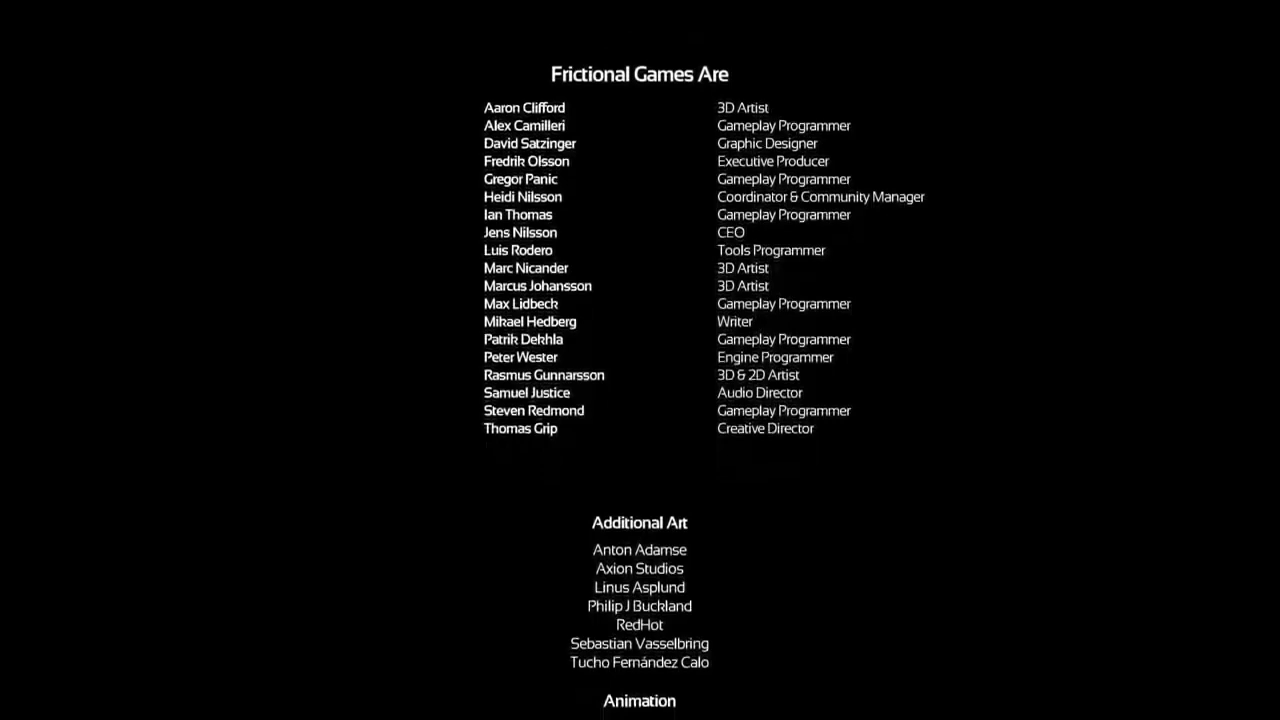 Frictional Games Are
Aaron Clifford 3D Artist
Alex Camilleri Gameplay Programmer
David Satzinger Graphic Designer
Fredrik Olsson Executive Producer
Gregor Panic Gameplay Programmer
Heidi Nilsson Coordinator & Community Manager
Ian Thomas Gameplay Programmer
Jens Nilsson CEO
Luis Rodero Tools Programmer
Marc Nicander 3D Artist
Marcus Johansson 3D Artist
Max Lidbeck Gameplay Programmer
Mikael Hedberg Writer
Patrik Dekhla Gameplay Programmer
Peter Wester Engine Programmer
Rasmus Gunnarsson 3D & 2D Artist
Samuel Justice Audio Director
Steven Redmond Gameplay Programmer
Thomas Grip Creative Director
Additional Art
Anton Adamse
Axion Studios
Linus Asplund
Philip J Buckland
RedHot
Sebastian Vasselbring
Tucho Fernández Calo
Animation